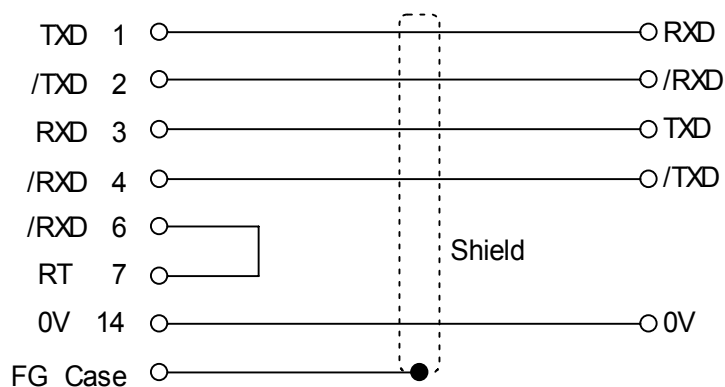 TXD 1 RXD
/TXD 2 /RXD
RXD 3 TXD
/RXD 4 /TXD
/RXD 6
Shield
RT 7
0V 14 0V
FG Case